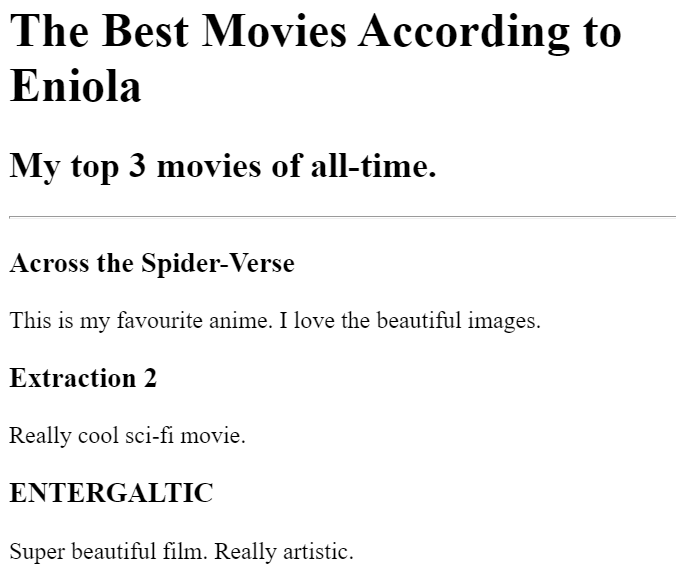 The Best Movies According to
Eniola
My top 3 movies of all-time.
Across the Spider-Verse
This is my favourite anime. I love the beautiful images.
Extraction 2
Really cool sci-fi movie.
ENTERGALTIC
Super beautiful film. Really artistic.